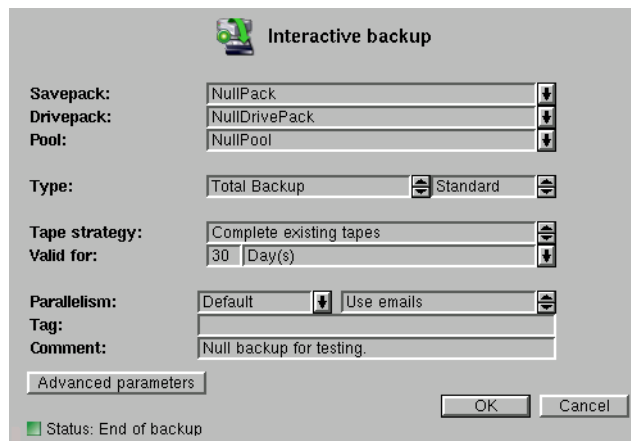 Interactive backup
Savepack: NullPack
Drivepack: NullDrivePack
Pool: NullPool
Type: Total Backup Standard
Tape strategy: Complete existing tapes
Valid for: 30 Day(s)
Parallelism: Default Use emails
Tag:
Comment: Null backup for testing.
Advanced parameters
OK Cancel
Status: End of backup